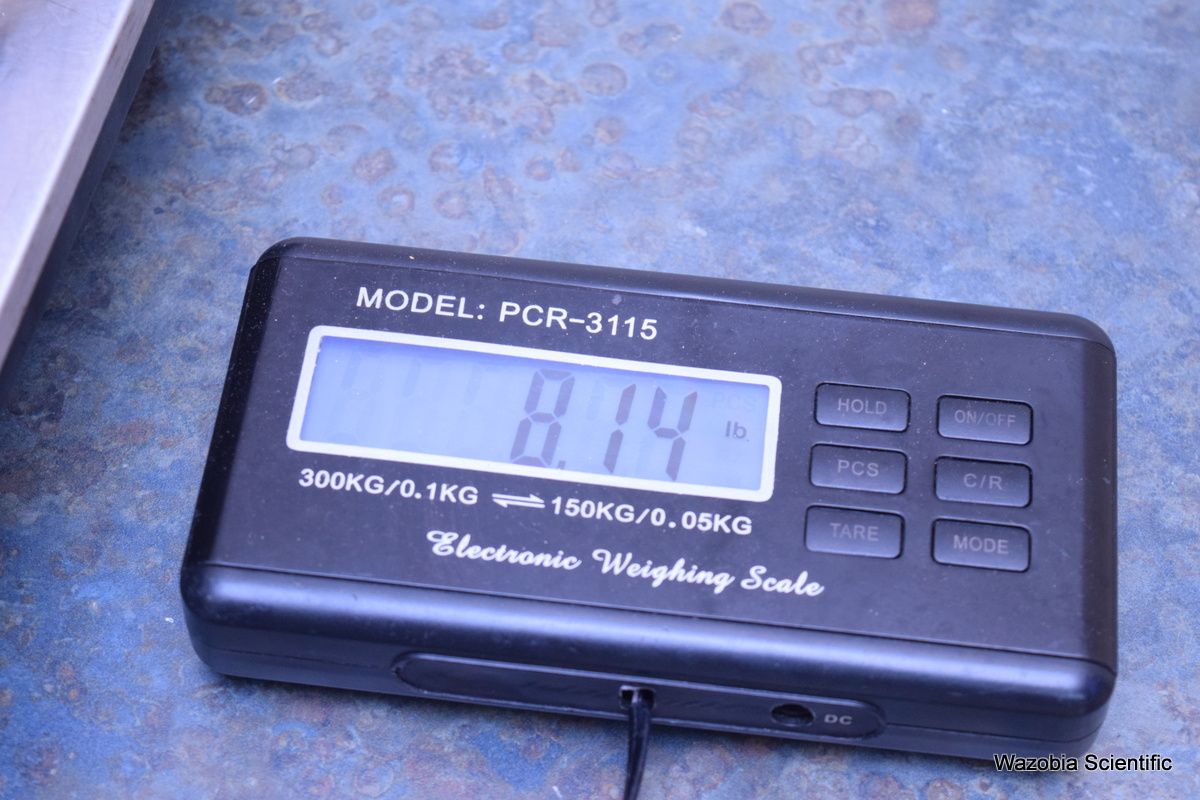 MODEL: PCR-3115
8.14 lb
300KG/0.1KG ⇌ 150KG/0.05KG
Electronic Weighing Scale
HOLD ON/OFF
PCS C/R
TARE MODE
DC
Wazobia Scientific